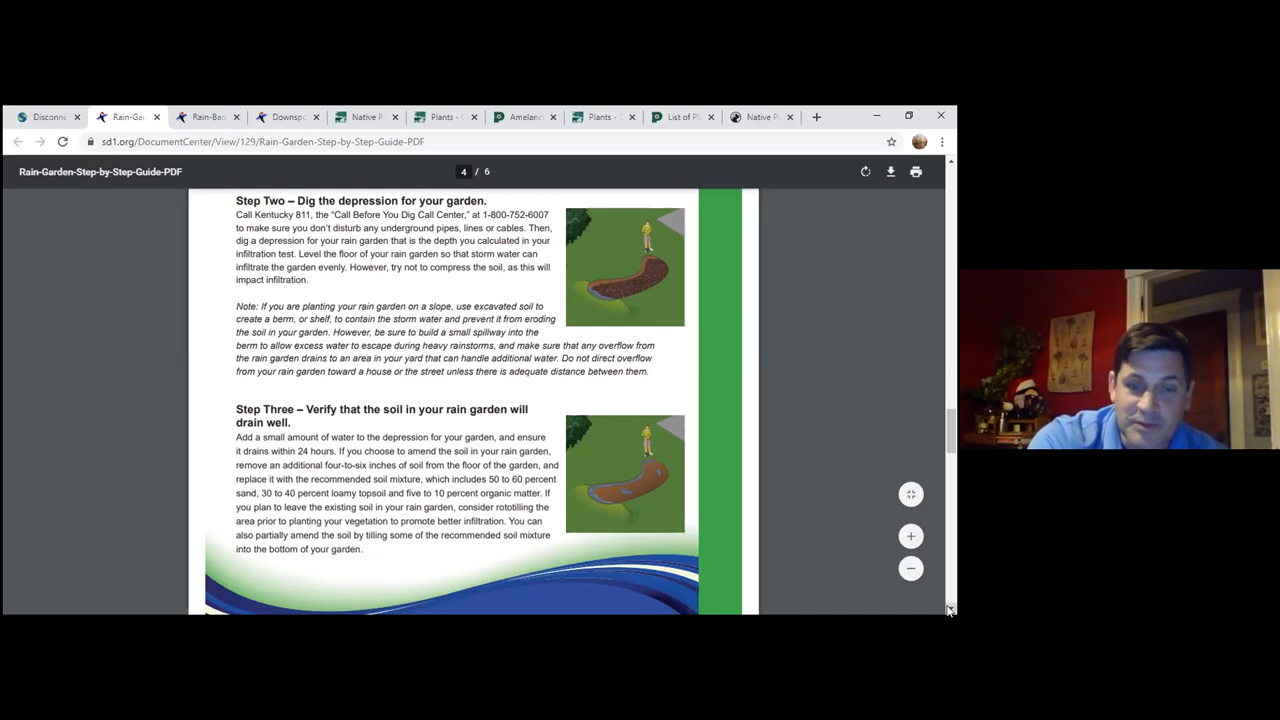 Disconne
Rain-Gar
Rain-Bar
Downspo
Native P
Plants -
Amelanc
Plants -
List of Pl
Native Pl
sd1.org/DocumentCenter/View/129/Rain-Garden-Step-by-Step-Guide-PDF
Rain-Garden-Step-by-Step-Guide-PDF
4 / 6
Step Two – Dig the depression for your garden.
Call Kentucky 811, the “Call Before You Dig Call Center,” at 1-800-752-6007
to make sure you don’t disturb any underground pipes, lines or cables. Then,
dig a depression for your rain garden that is the depth you calculated in your
infiltration test. Level the floor of your rain garden so that storm water can
infiltrate the garden evenly. However, try not to compress the soil, as this will
impact infiltration.
Note: If you are planting your rain garden on a slope, use excavated soil to
create a berm, or shelf, to contain the storm water and prevent it from eroding
the soil in your garden. However, be sure to build a small spillway into the
berm to allow excess water to escape during heavy rainstorms, and make sure that any overflow from
the rain garden drains to an area in your yard that can handle additional water. Do not direct overflow
from your rain garden toward a house or the street unless there is adequate distance between them.
Step Three – Verify that the soil in your rain garden will
drain well.
Add a small amount of water to the depression for your garden, and ensure
it drains within 24 hours. If you choose to amend the soil in your rain garden,
remove an additional four-to-six inches of soil from the floor of the garden, and
replace it with the recommended soil mixture, which includes 50 to 60 percent
sand, 30 to 40 percent loamy topsoil and five to 10 percent organic matter. If
you plan to leave the existing soil in your rain garden, consider rototilling the
area prior to planting your vegetation to promote better infiltration. You can
also partially amend the soil by tilling some of the recommended soil mixture
into the bottom of your garden.